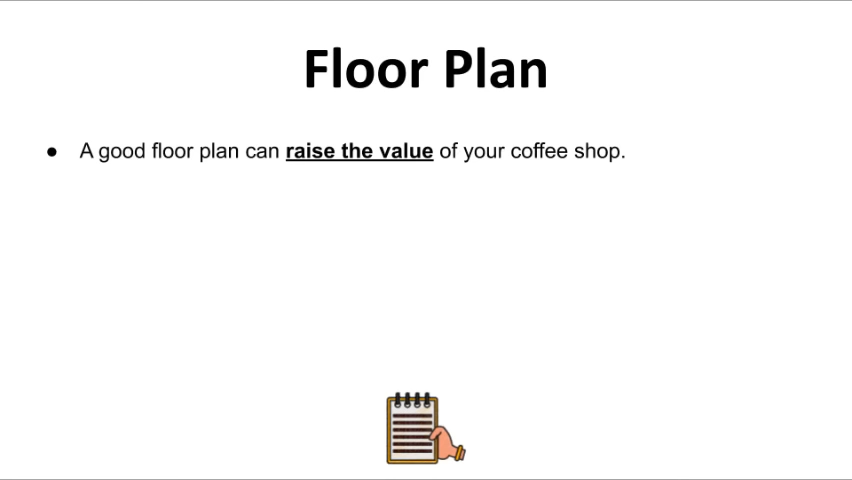 Floor Plan
● A good floor plan can raise the value of your coffee shop.